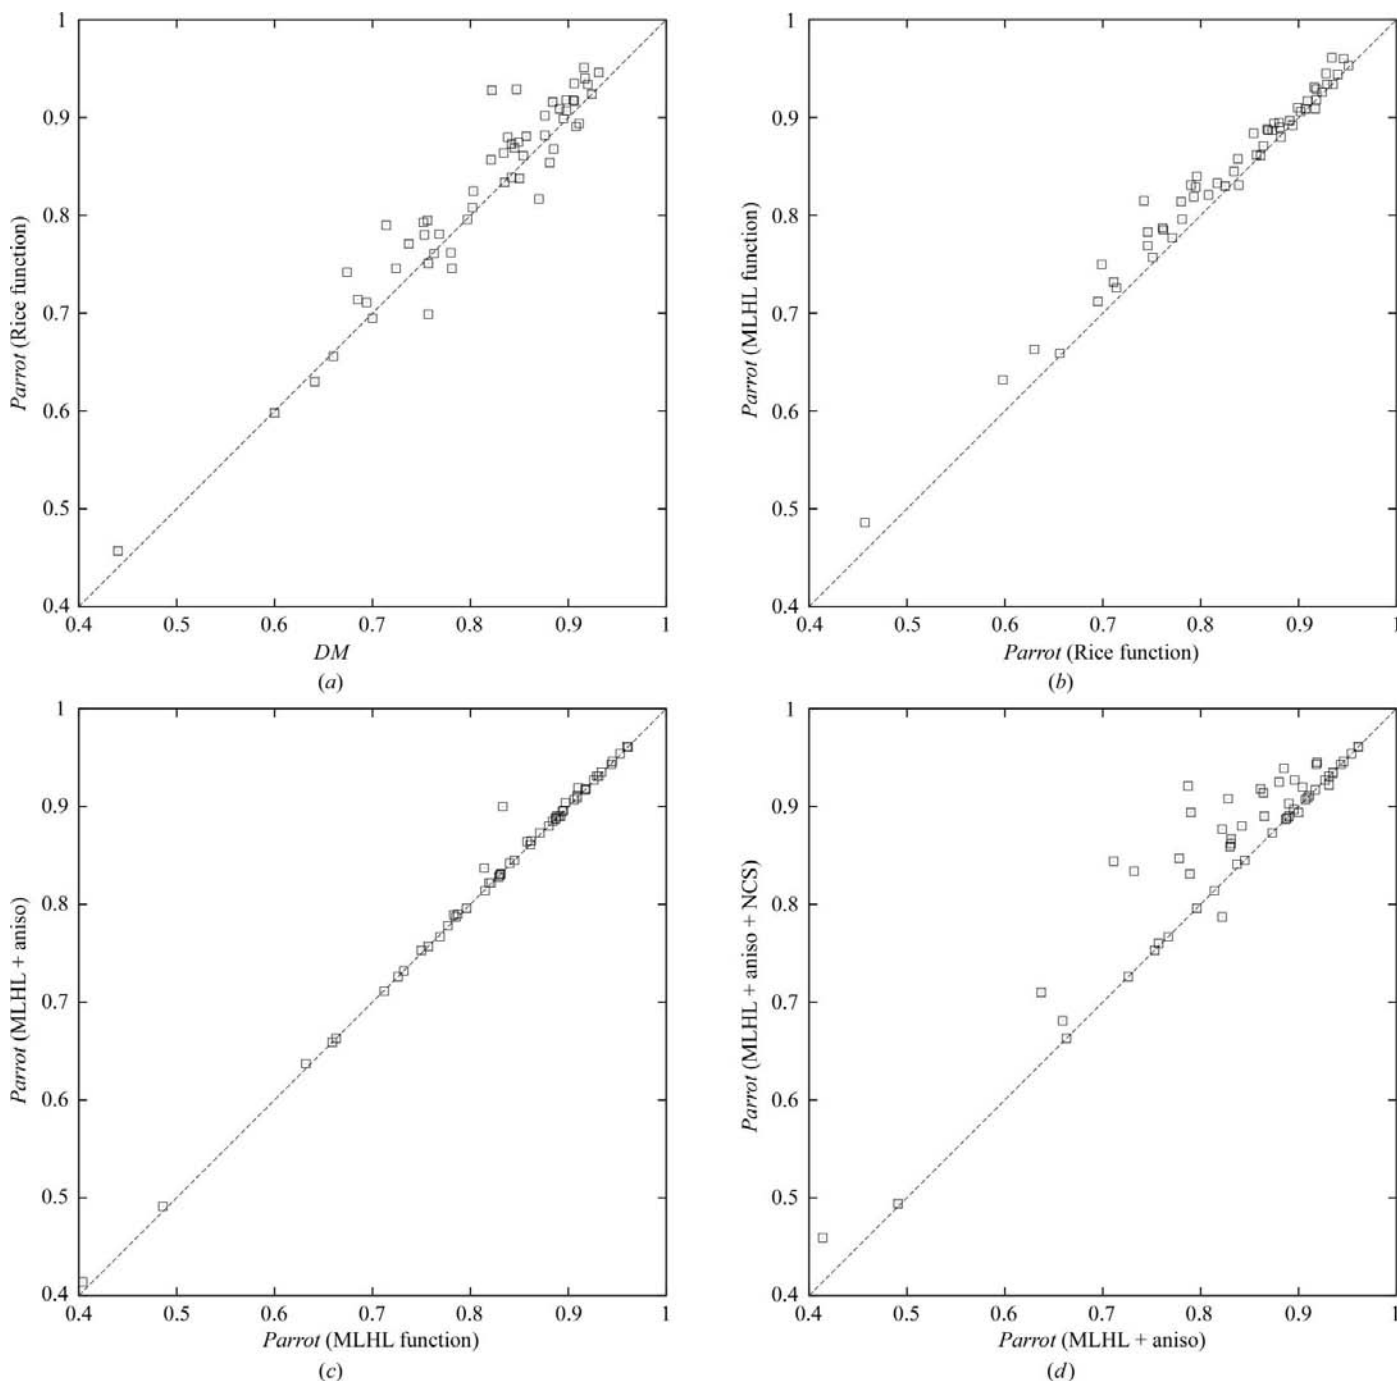 1
0.9
0.8
0.7
0.6
0.5
0.4
Parrot (Rice function)
0.4 0.5 0.6 0.7 0.8 0.9 1
DM
(a)
1
0.9
0.8
0.7
0.6
0.5
0.4
Parrot (MLHL function)
0.4 0.5 0.6 0.7 0.8 0.9 1
Parrot (Rice function)
(b)
1
0.9
0.8
0.7
0.6
0.5
0.4
Parrot (MLHL + aniso)
0.4 0.5 0.6 0.7 0.8 0.9 1
Parrot (MLHL function)
(c)
1
0.9
0.8
0.7
0.6
0.5
0.4
Parrot (MLHL + aniso + NCS)
0.4 0.5 0.6 0.7 0.8 0.9 1
Parrot (MLHL + aniso)
(d)